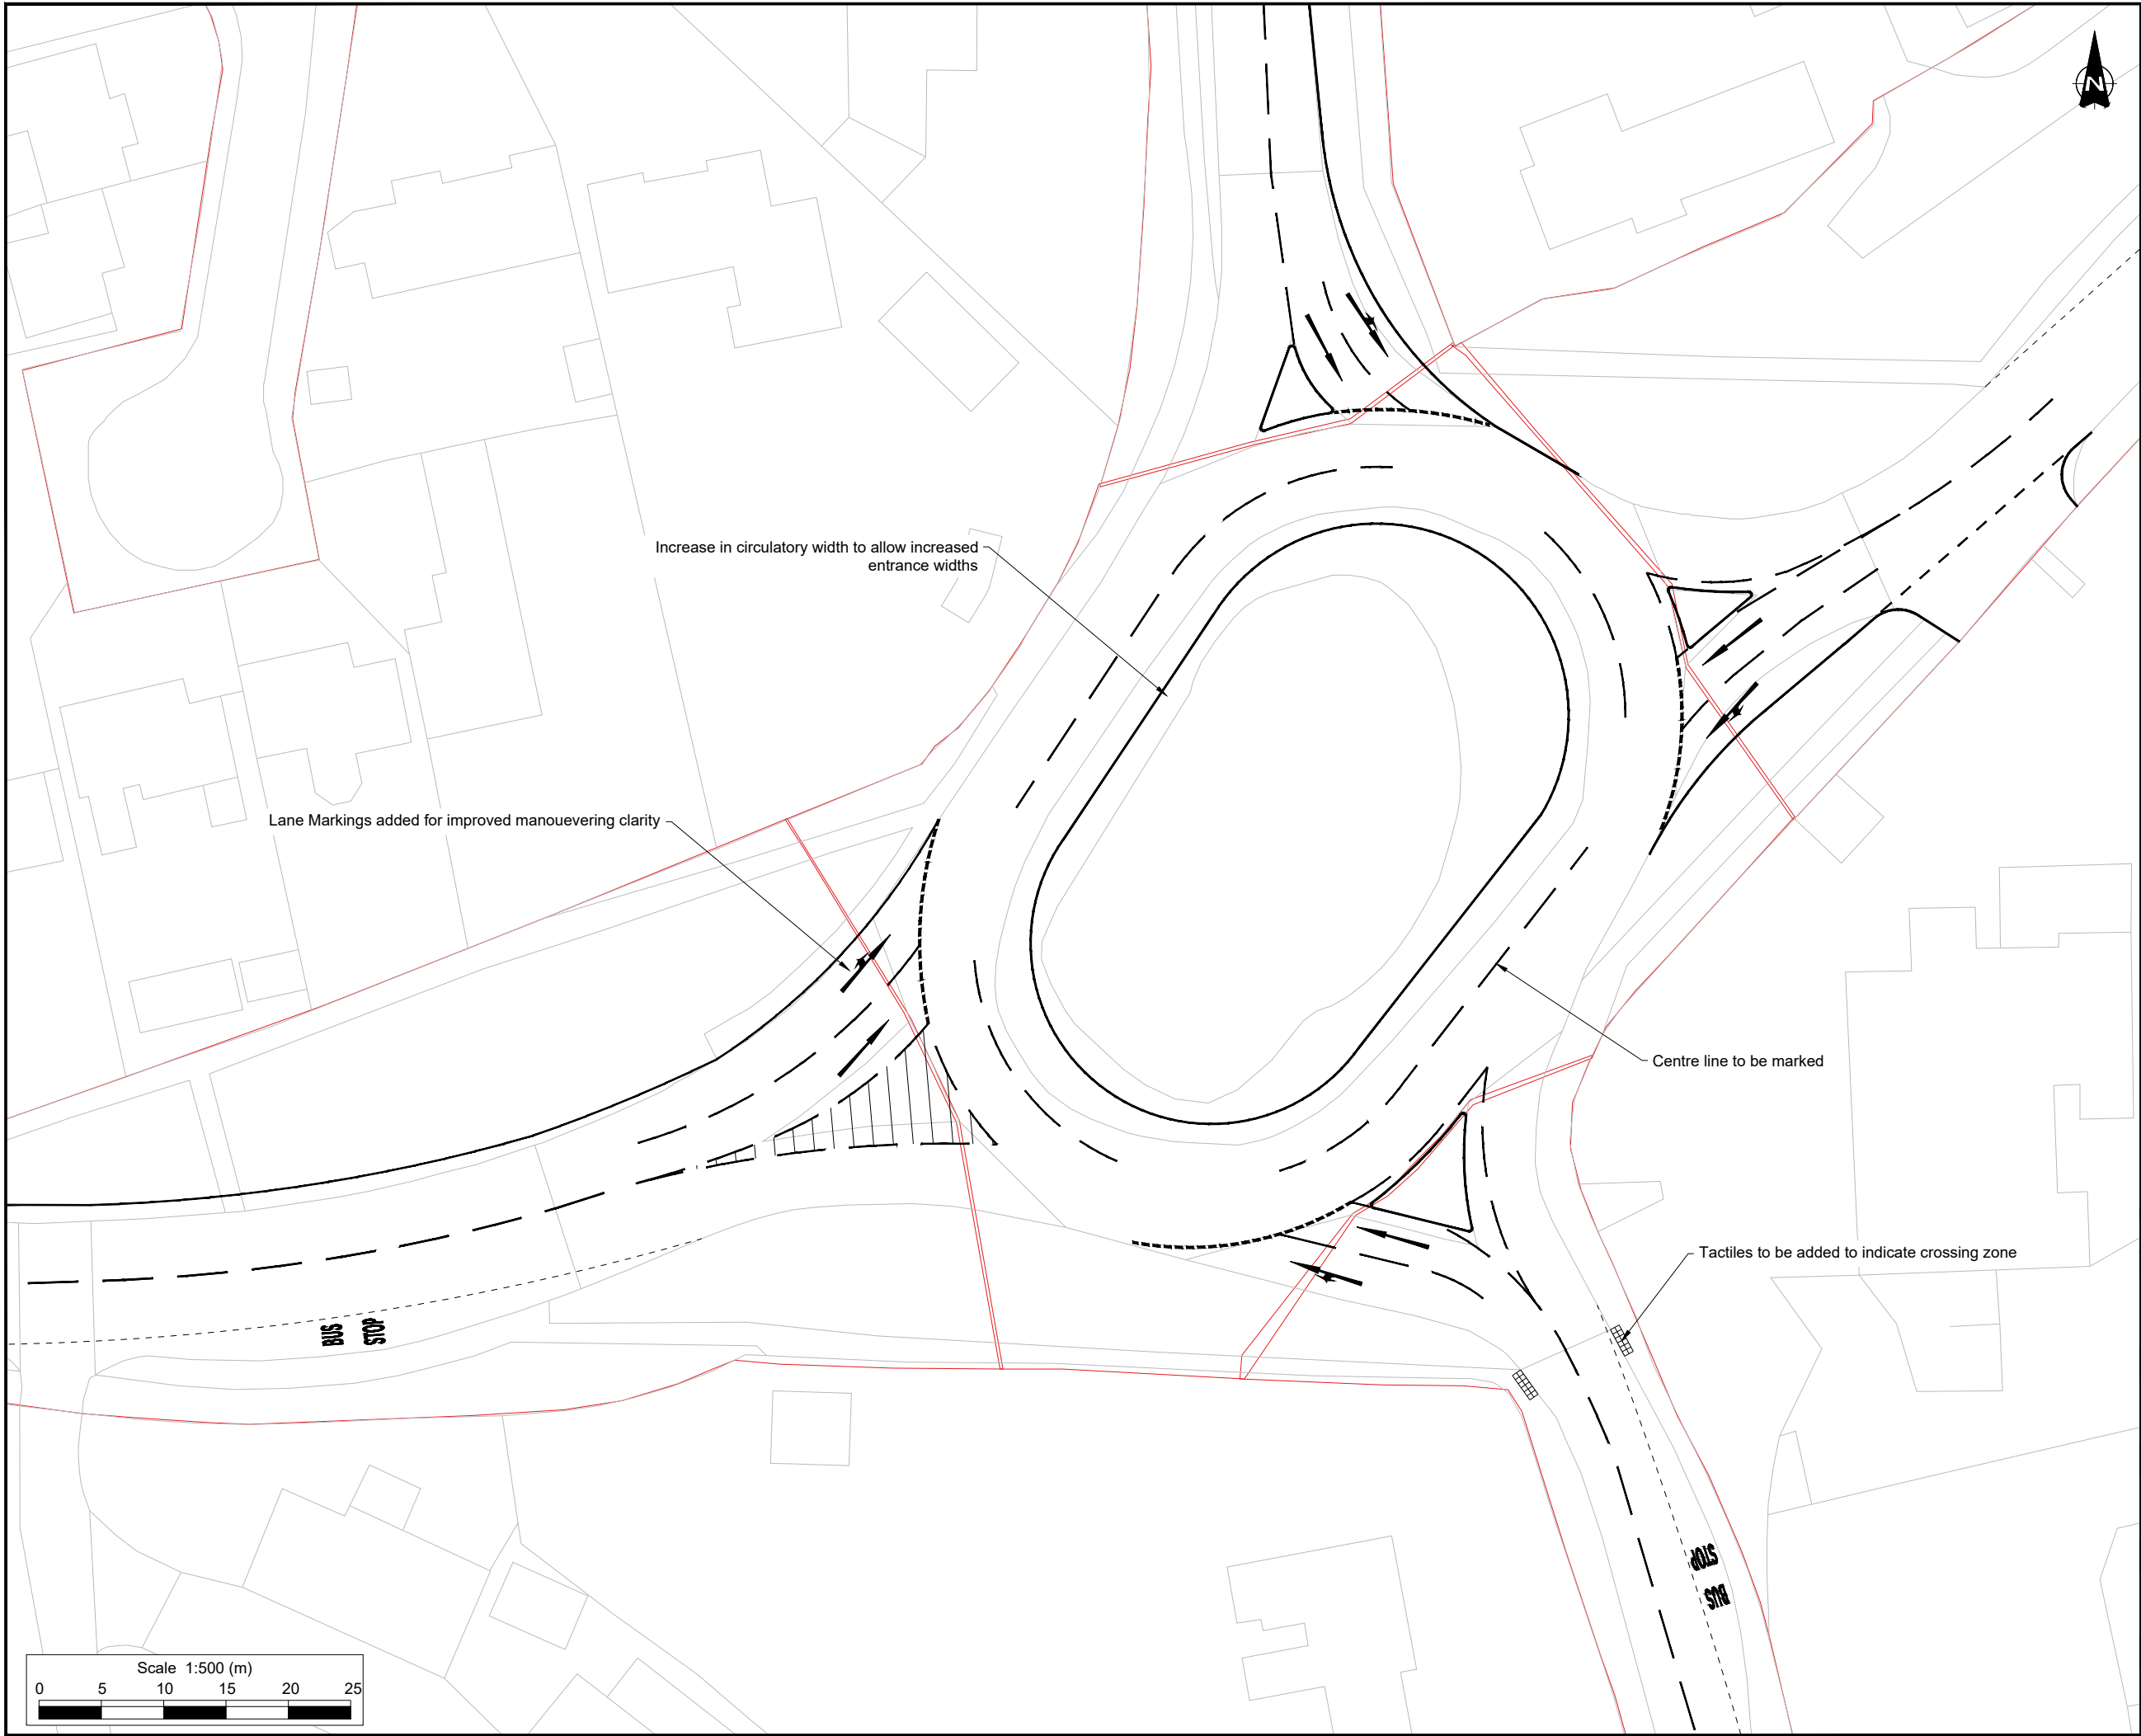 N
Increase in circulatory width to allow increased
entrance widths
Lane Markings added for improved manouevering clarity
Centre line to be marked
Tactiles to be added to indicate crossing zone
BUS
STOP
STOP
BUS
Scale 1:500 (m)
0 5 10 15 20 25